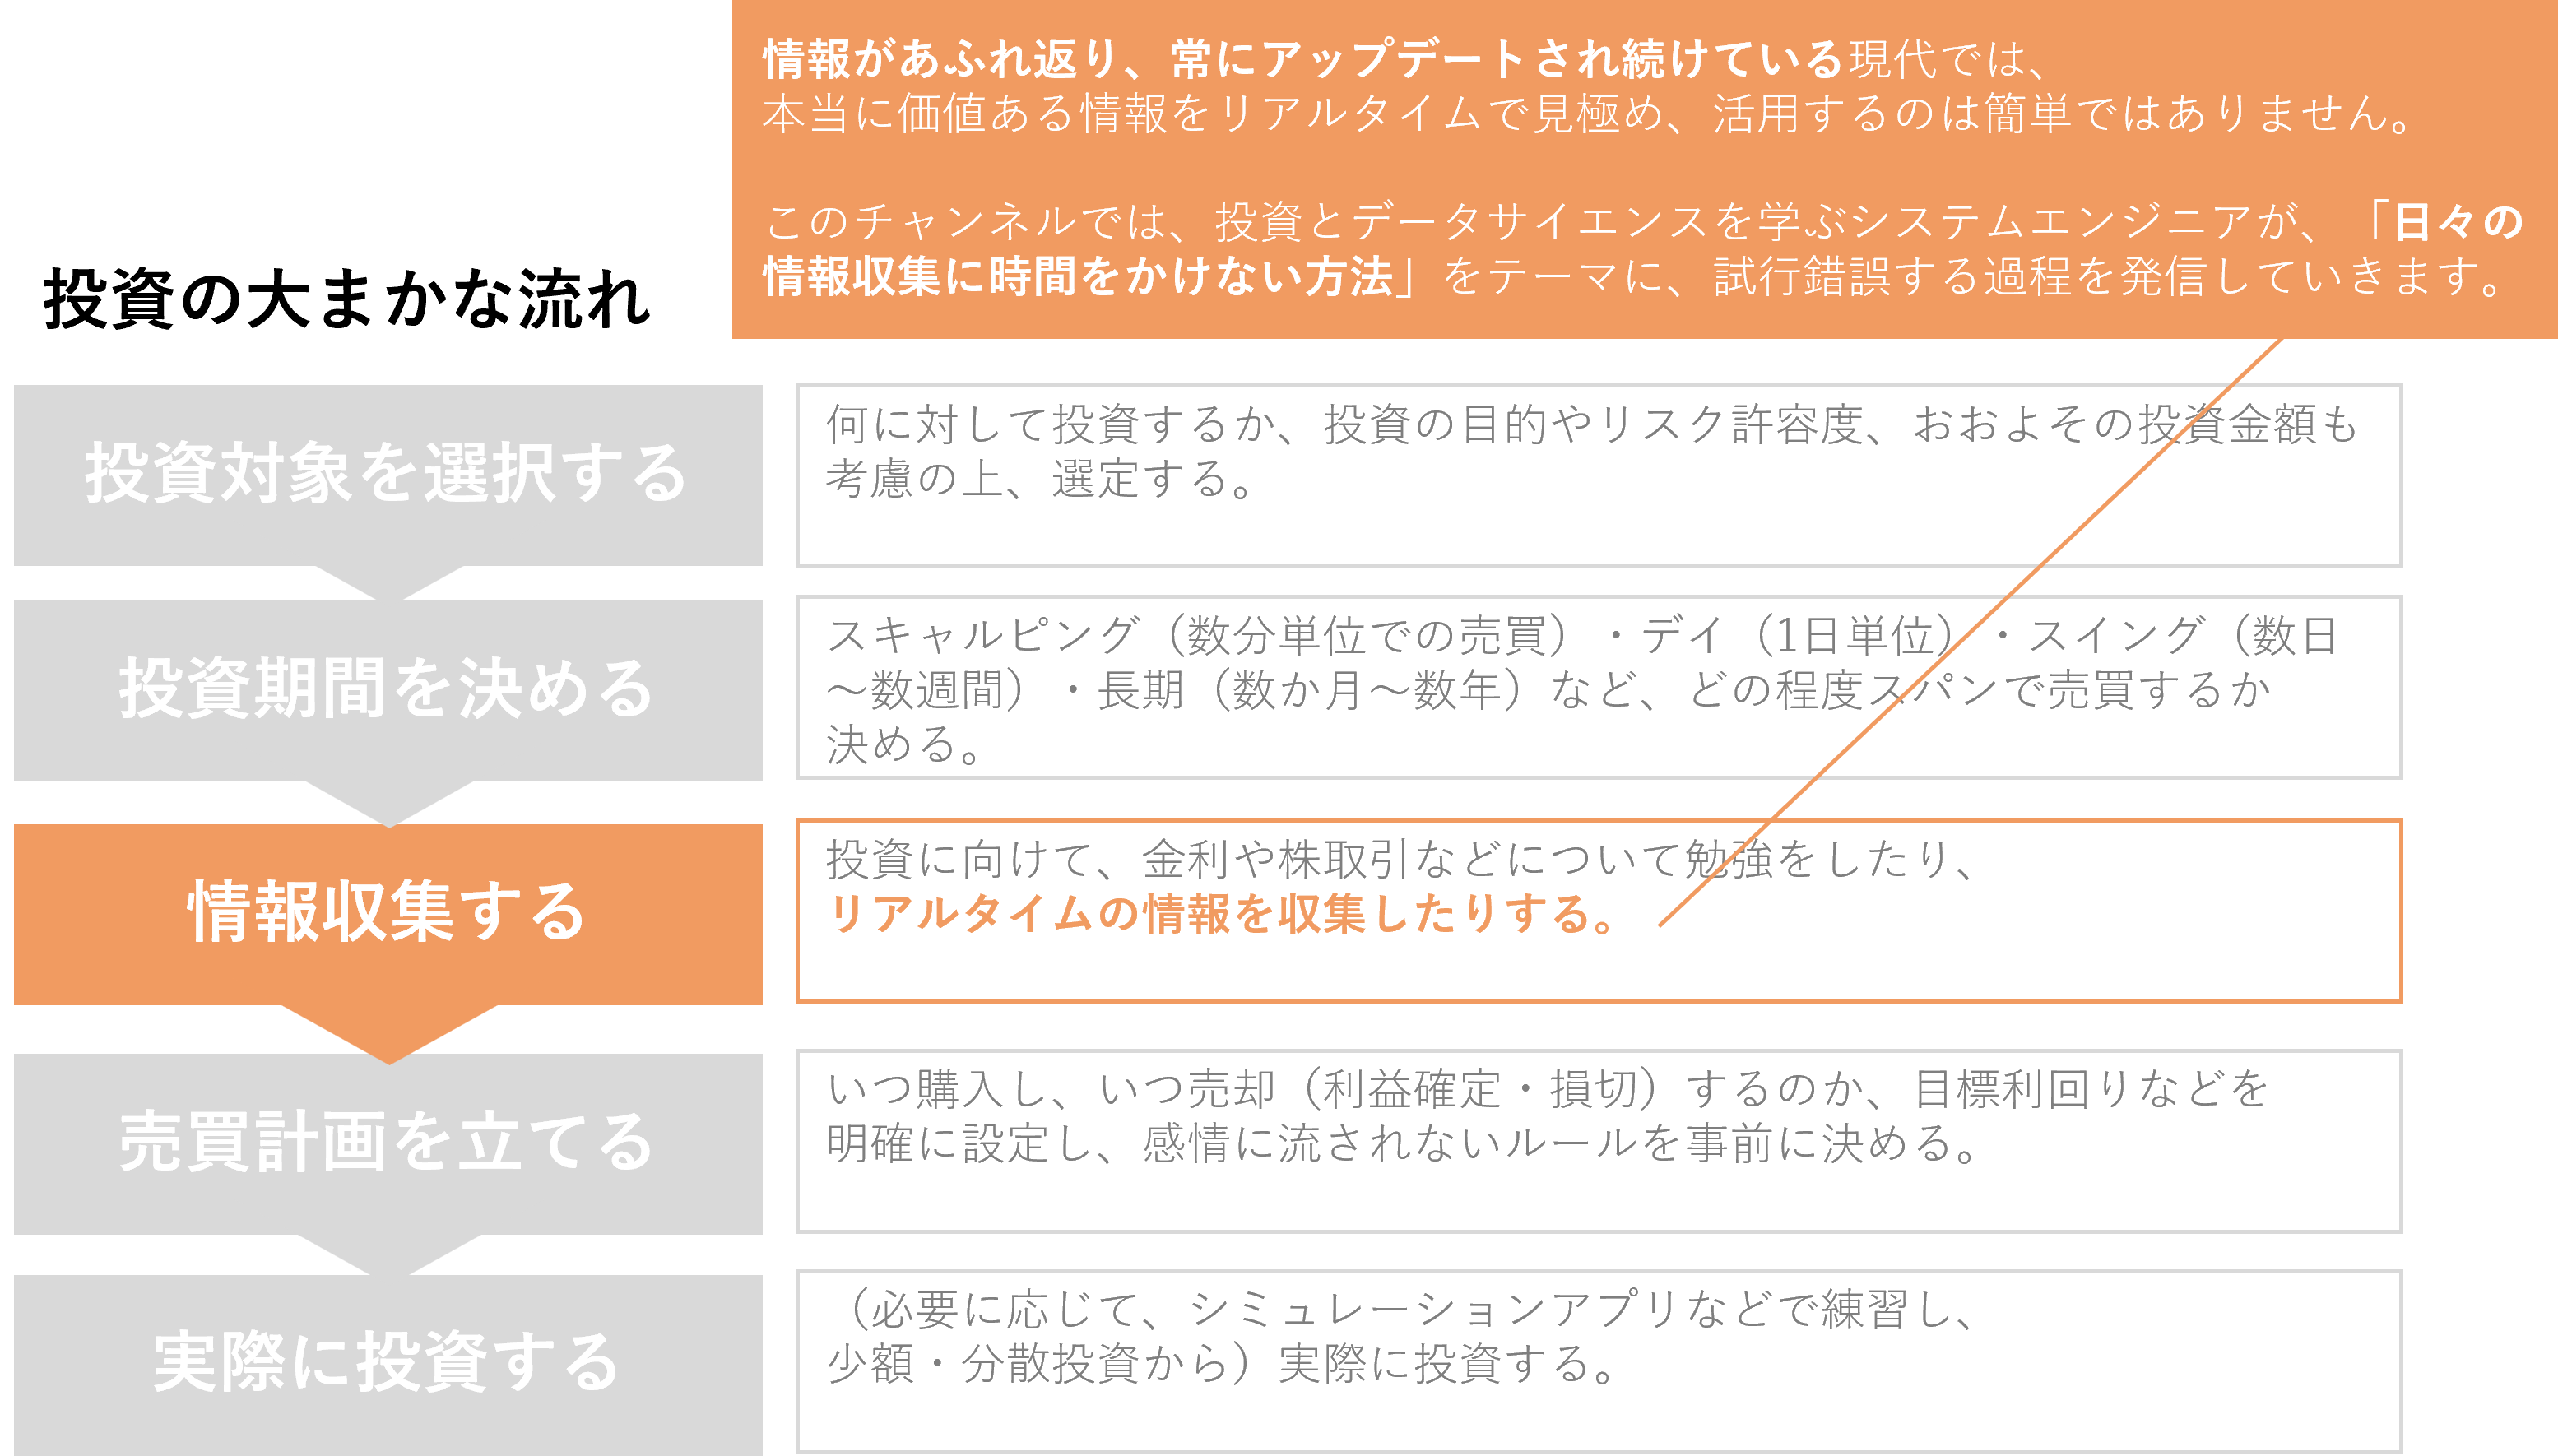 情報があふれ返り、常にアップデートされ続けている現代では、
本当に価値ある情報をリアルタイムで見極め、活用するのは簡単ではありません。
このチャンネルでは、投資とデータサイエンスを学ぶシステムエンジニアが、「日々の
情報収集に時間をかけない方法」をテーマに、試行錯誤する過程を発信していきます。
投資の大まかな流れ
投資対象を選択する
何に対して投資するか、投資の目的やリスク許容度、おおよその投資金額も
考慮の上、選定する。
投資期間を決める
スキャルピング（数分単位での売買）・デイ（1日単位）・スイング（数日
～数週間）・長期（数か月～数年）など、どの程度スパンで売買するか
決める。
情報収集する
投資に向けて、金利や株取引などについて勉強をしたり、
リアルタイムの情報を収集したりする。
売買計画を立てる
いつ購入し、いつ売却（利益確定・損切）するのか、目標利回りなどを
明確に設定し、感情に流されないルールを事前に決める。
実際に投資する
（必要に応じて、シミュレーションアプリなどで練習し、
少額・分散投資から）実際に投資する。